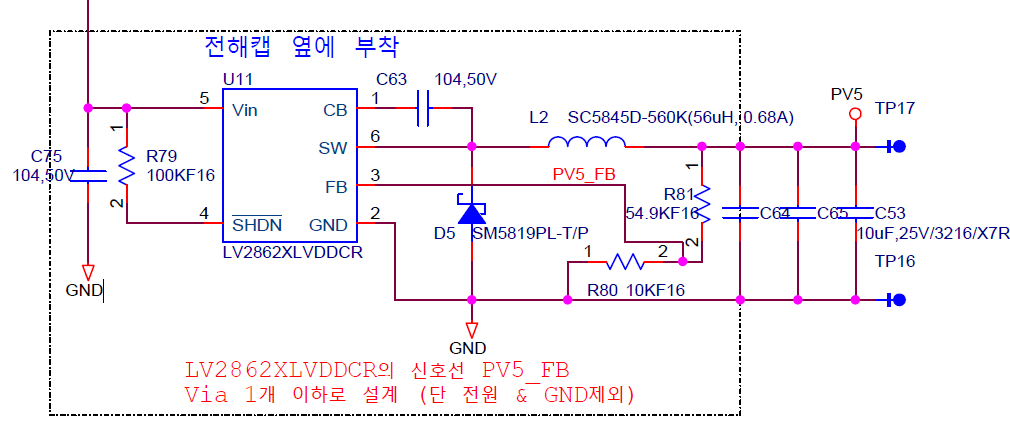 전해캡 옆에 부착
U11
C63 104,50V
5 Vin CB 1
SW 6
FB 3
4 SHDN GND 2
LV2862XLVDDCR
C75
104,50V
1
R79
100KF16
2
GND
L2 SC5845D-560K(56uH, 0.68A)
PV5
TP17
PV5_FB
1
R81
54.9KF16
2
D5 SM5819PL-T/P
1 2
R80 10KF16
C64 C65 C53
10uF,25V/3216/X7R
TP16
GND
LV2862XLVDDCR의 신호선 PV5_FB
Via 1개 이하로 설계 (단 전원 & GND제외)